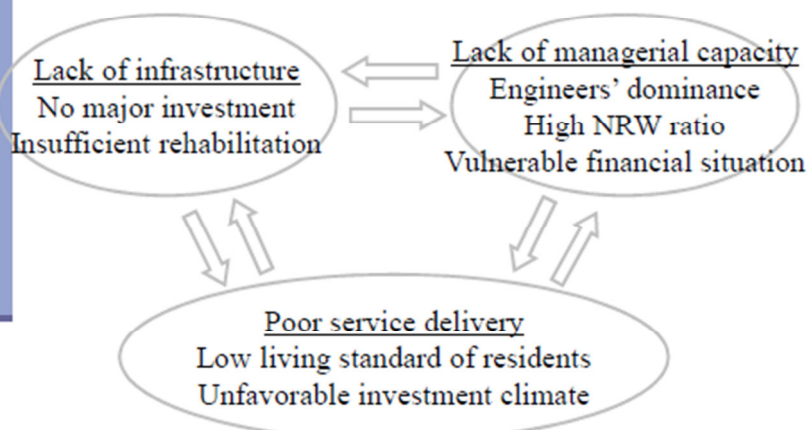 Lack of infrastructure
No major investment
Insufficient rehabilitation
Lack of managerial capacity
Engineers’ dominance
High NRW ratio
Vulnerable financial situation
Poor service delivery
Low living standard of residents
Unfavorable investment climate